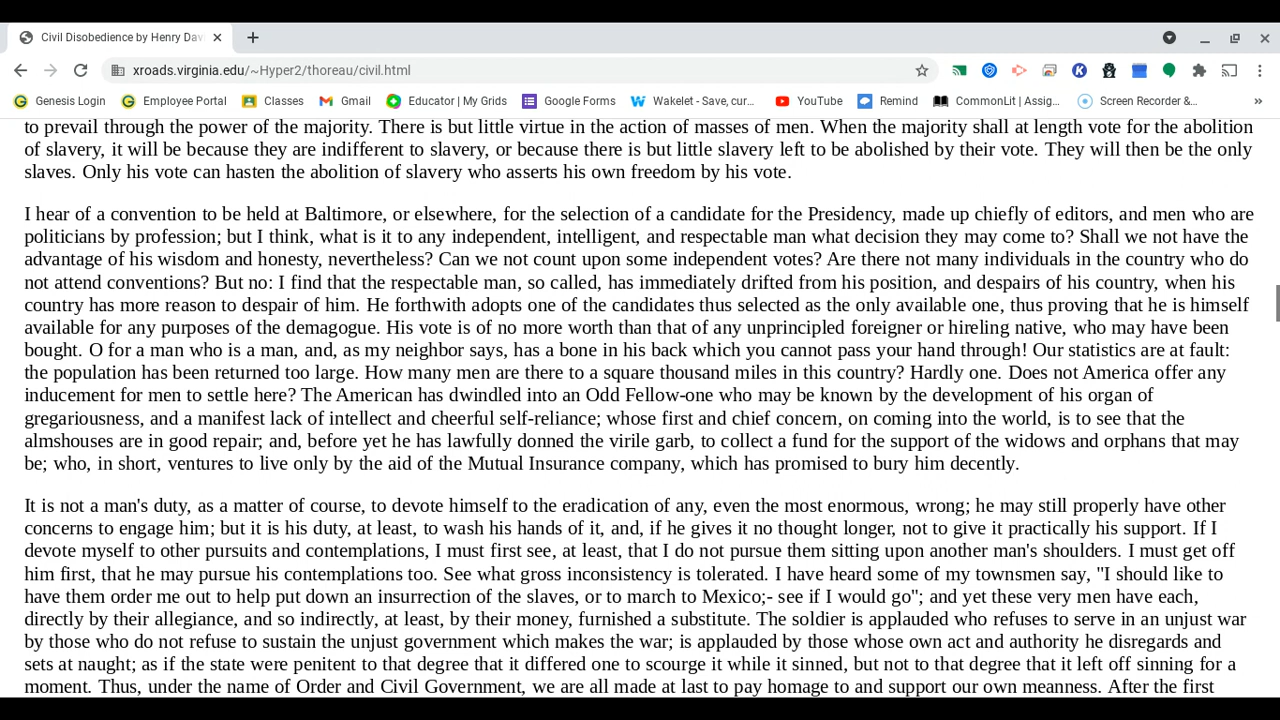 Civil Disobedience by Henry Dav
xroads.virginia.edu/~Hyper2/thoreau/civil.html
Genesis Login Employee Portal Classes Gmail Educator | My Grids Google Forms Wakelet - Save, cur... YouTube Remind CommonLit | Assig... Screen Recorder &... »
to prevail through the power of the majority. There is but little virtue in the action of masses of men. When the majority shall at length vote for the abolition
of slavery, it will be because they are indifferent to slavery, or because there is but little slavery left to be abolished by their vote. They will then be the only
slaves. Only his vote can hasten the abolition of slavery who asserts his own freedom by his vote.
I hear of a convention to be held at Baltimore, or elsewhere, for the selection of a candidate for the Presidency, made up chiefly of editors, and men who are
politicians by profession; but I think, what is it to any independent, intelligent, and respectable man what decision they may come to? Shall we not have the
advantage of his wisdom and honesty, nevertheless? Can we not count upon some independent votes? Are there not many individuals in the country who do
not attend conventions? But no: I find that the respectable man, so called, has immediately drifted from his position, and despairs of his country, when his
country has more reason to despair of him. He forthwith adopts one of the candidates thus selected as the only available one, thus proving that he is himself
available for any purposes of the demagogue. His vote is of no more worth than that of any unprincipled foreigner or hireling native, who may have been
bought. O for a man who is a man, and, as my neighbor says, has a bone in his back which you cannot pass your hand through! Our statistics are at fault:
the population has been returned too large. How many men are there to a square thousand miles in this country? Hardly one. Does not America offer any
inducement for men to settle here? The American has dwindled into an Odd Fellow-one who may be known by the development of his organ of
gregariousness, and a manifest lack of intellect and cheerful self-reliance; whose first and chief concern, on coming into the world, is to see that the
almshouses are in good repair; and, before yet he has lawfully donned the virile garb, to collect a fund for the support of the widows and orphans that may
be; who, in short, ventures to live only by the aid of the Mutual Insurance company, which has promised to bury him decently.
It is not a man's duty, as a matter of course, to devote himself to the eradication of any, even the most enormous, wrong; he may still properly have other
concerns to engage him; but it is his duty, at least, to wash his hands of it, and, if he gives it no thought longer, not to give it practically his support. If I
devote myself to other pursuits and contemplations, I must first see, at least, that I do not pursue them sitting upon another man's shoulders. I must get off
him first, that he may pursue his contemplations too. See what gross inconsistency is tolerated. I have heard some of my townsmen say, "I should like to
have them order me out to help put down an insurrection of the slaves, or to march to Mexico;- see if I would go"; and yet these very men have each,
directly by their allegiance, and so indirectly, at least, by their money, furnished a substitute. The soldier is applauded who refuses to serve in an unjust war
by those who do not refuse to sustain the unjust government which makes the war; is applauded by those whose own act and authority he disregards and
sets at naught; as if the state were penitent to that degree that it differed one to scourge it while it sinned, but not to that degree that it left off sinning for a
moment. Thus, under the name of Order and Civil Government, we are all made at last to pay homage to and support our own meanness. After the first